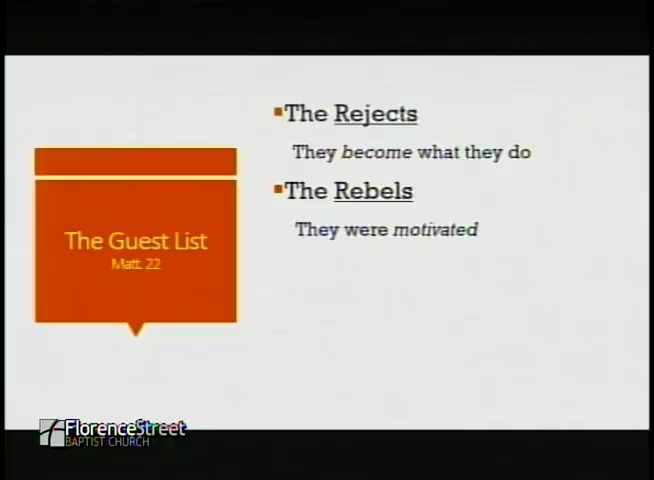 The Rejects
They become what they do
The Rebels
They were motivated
The Guest List
Matt. 22
FlorenceStreet
BAPTIST CHURCH